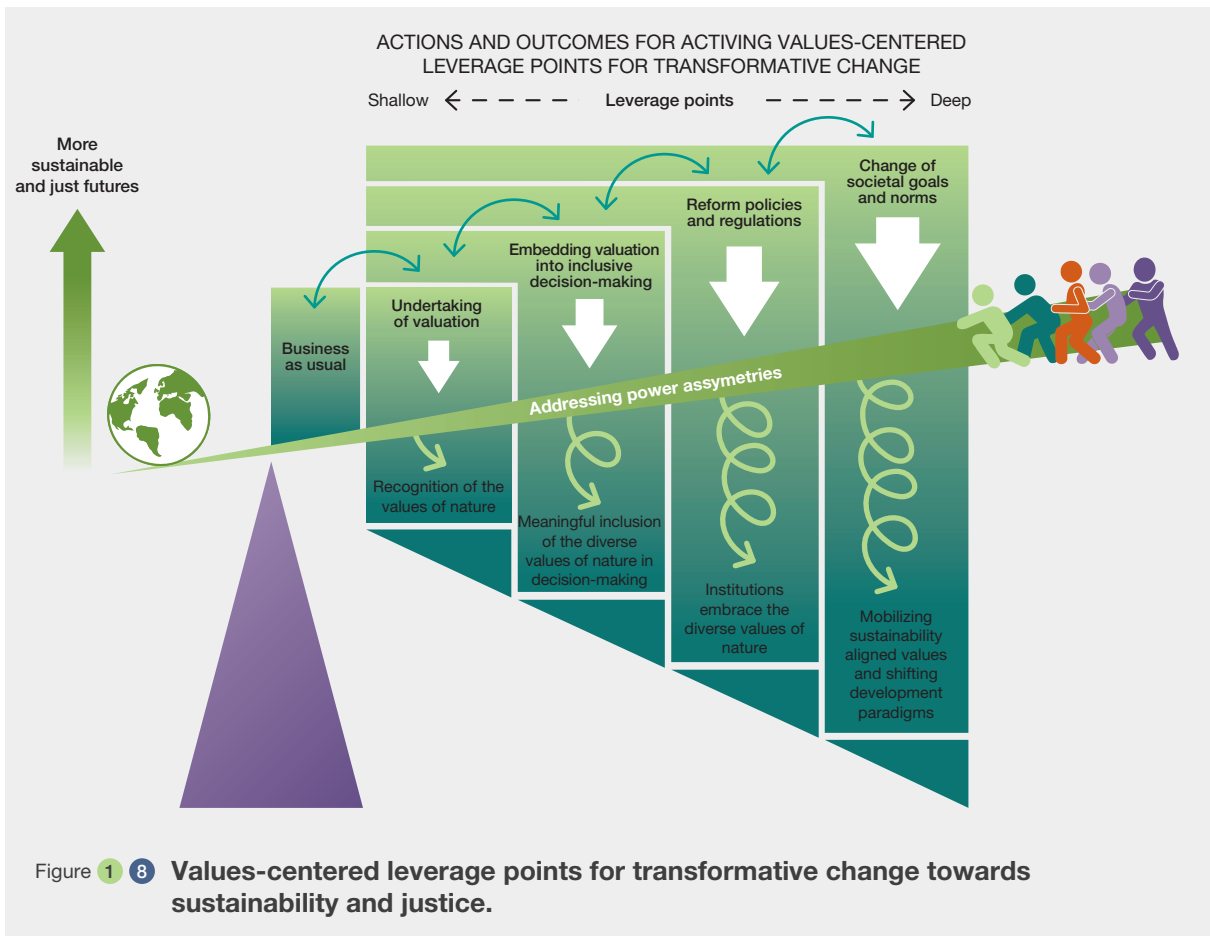 ACTIONS AND OUTCOMES FOR ACTIVING VALUES-CENTERED
LEVERAGE POINTS FOR TRANSFORMATIVE CHANGE
Shallow
Leverage points
Deep
More
sustainable
and just futures
Business
as usual
Undertaking
of valuation
Embedding valuation
into inclusive
decision-making
Reform policies
and regulations
Change of
societal goals
and norms
Addressing power assymetries
Recognition of the
values of nature
Meaningful inclusion
of the diverse
values of nature in
decision-making
Institutions
embrace the
diverse values of
nature
Mobilizing
sustainability
aligned values
and shifting
development
paradigms
Figure 1 8 Values-centered leverage points for transformative change towards
sustainability and justice.